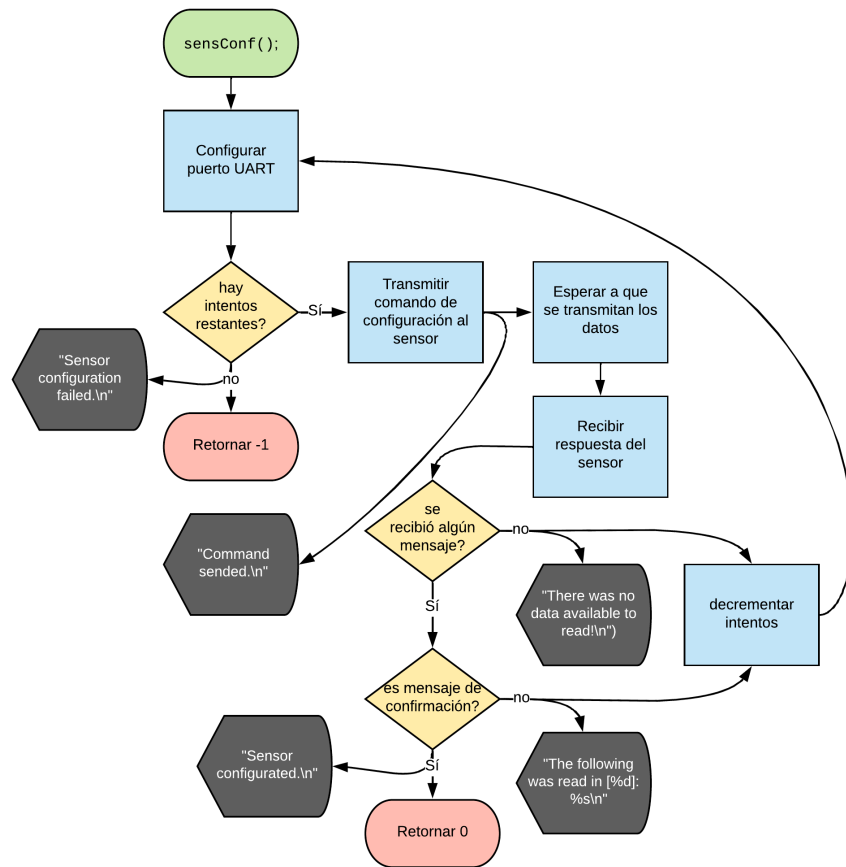 sensConf();
Configurar
puerto UART
hay
intentos
restantes?
Sí
Transmitir
comando de
configuración al
sensor
Esperar a que
se transmitan los
datos
"Sensor
configuration
failed.\n"
no
Retornar -1
Recibir
respuesta del
sensor
se
recibió algún
mensaje?
no
"Command
sended.\n"
"There was no
data available to
read!\n")
decrementar
intentos
Sí
es mensaje de
confirmación?
no
"Sensor
configurated.\n"
Sí
"The following
was read in [%d]:
%s\n"
Retornar 0